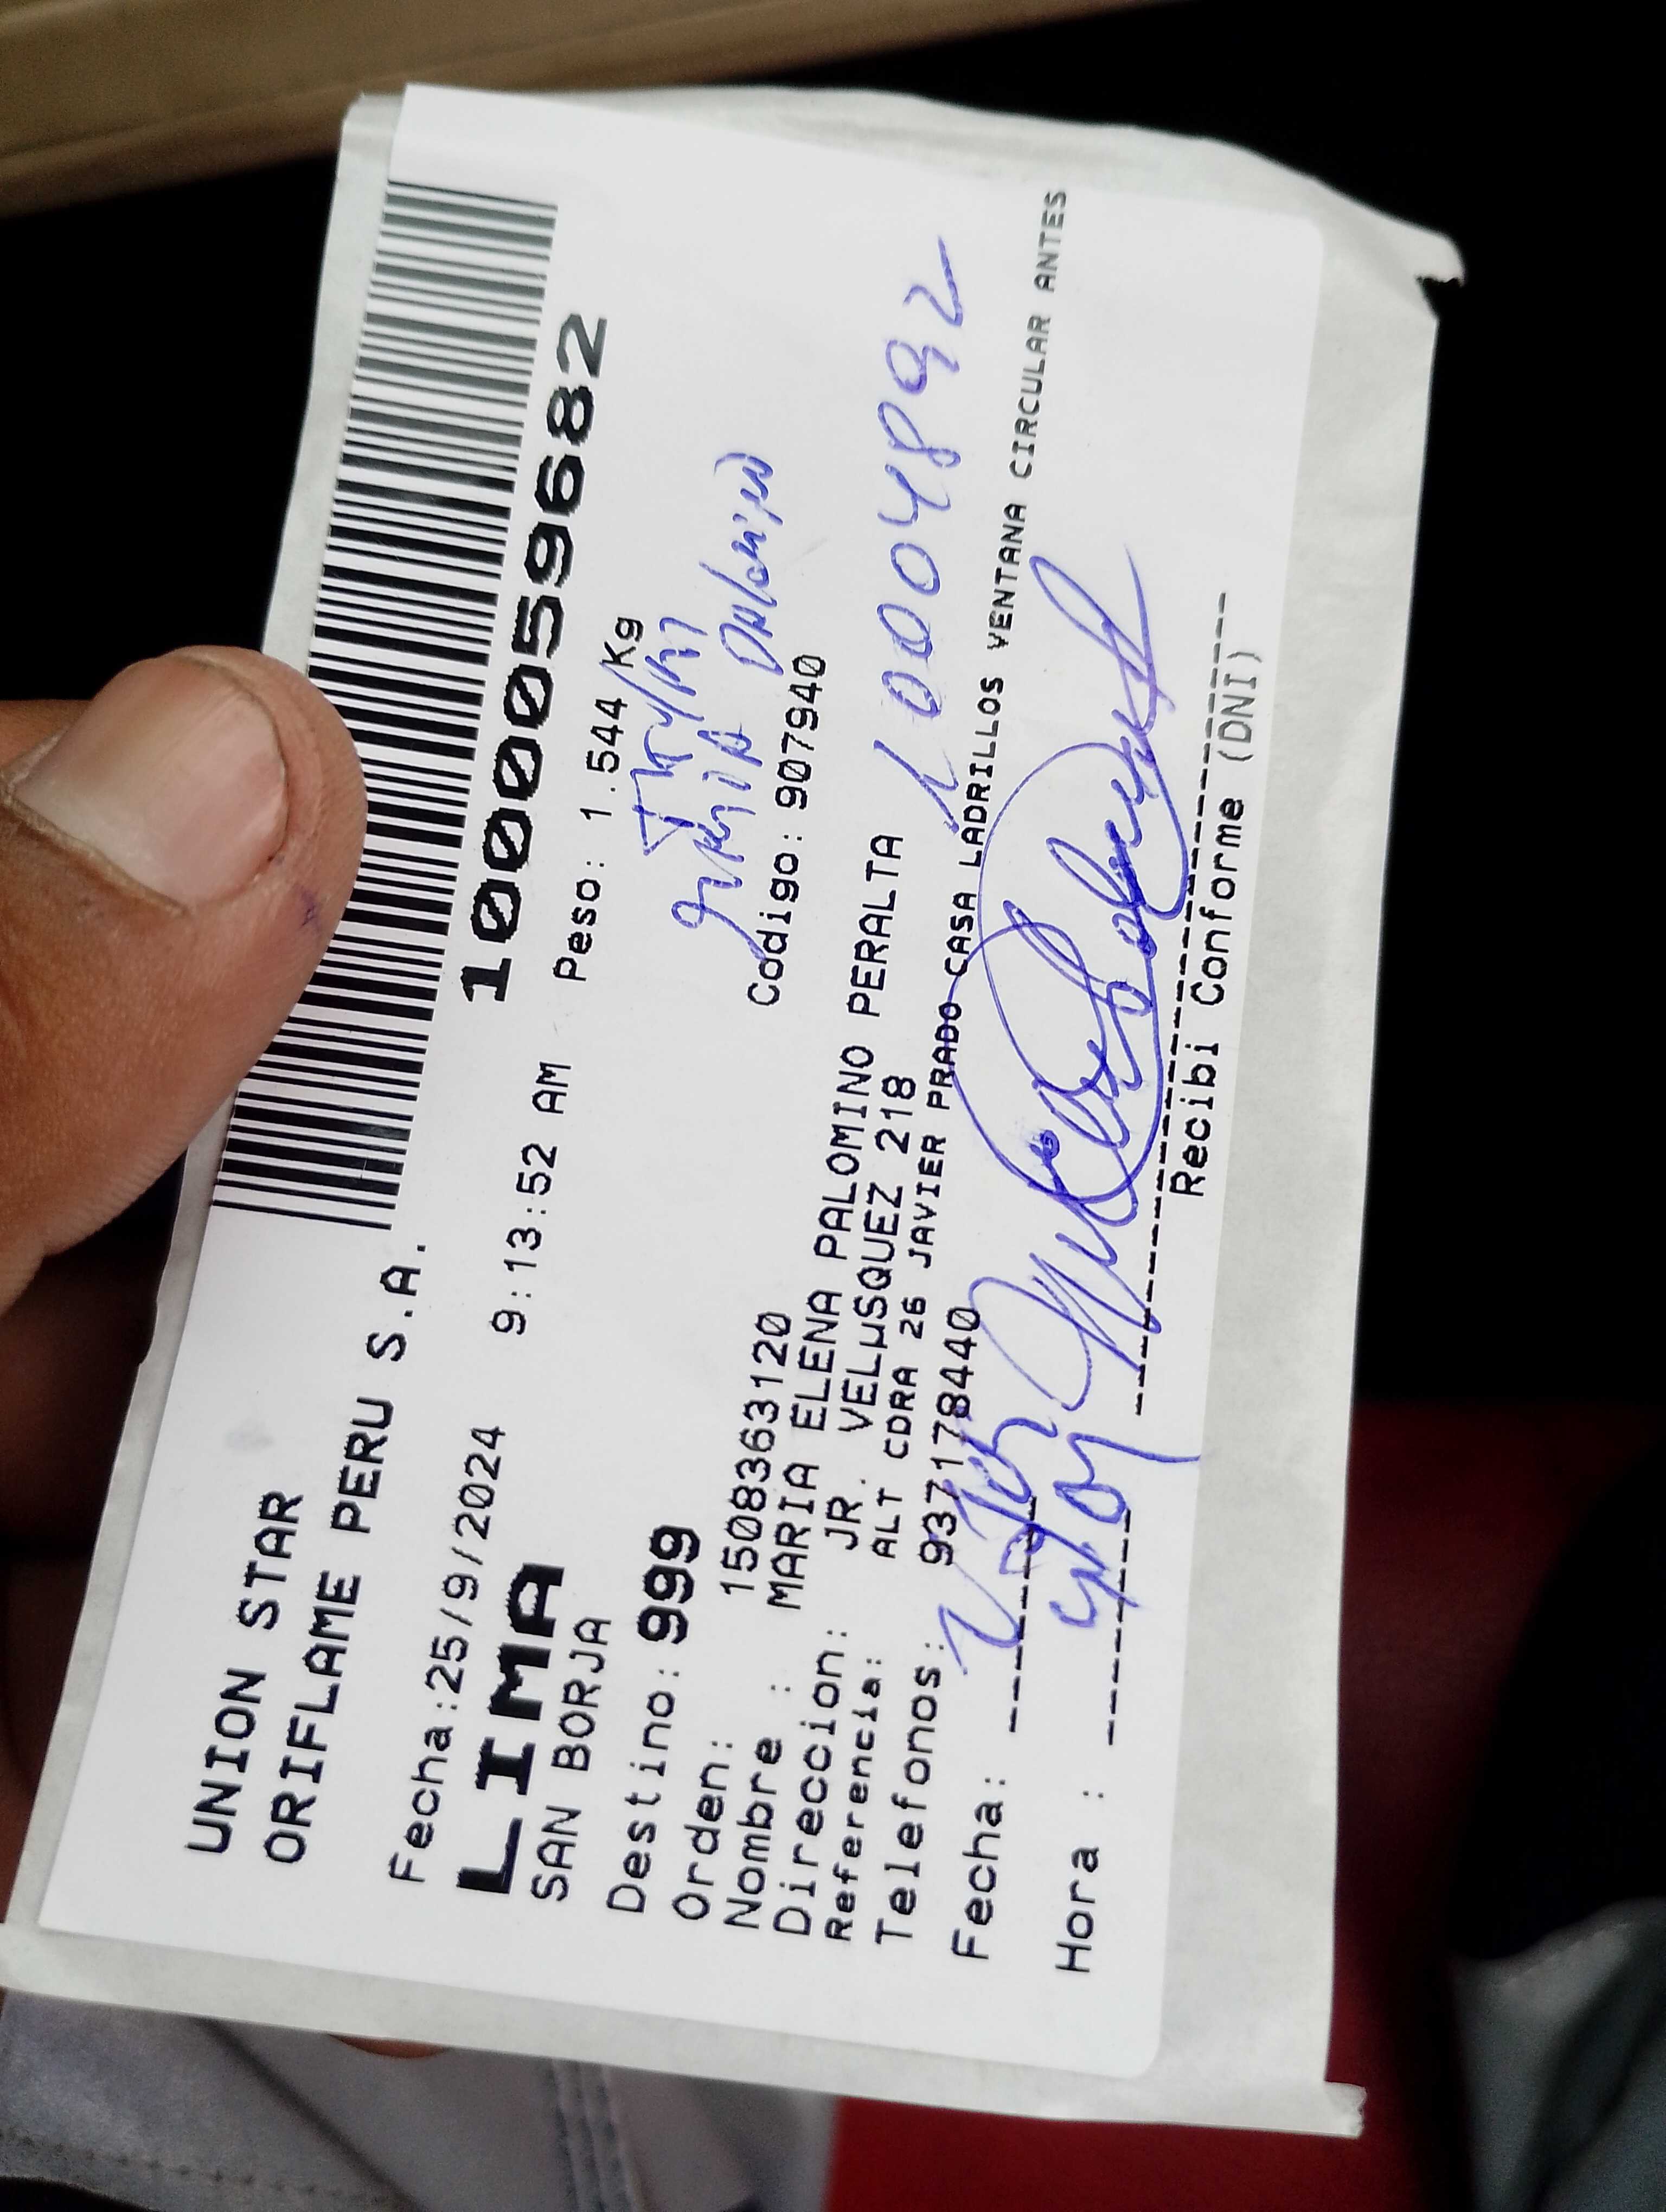 UNION STAR
ORIFLAME PERU S.A.
1000059682
Fecha:25/9/2024 9:13:52 AM Peso: 1.544 Kg
LIMA
SAN BORJA
Destino: 999
Orden: 1508363120 Codigo: 907940
Nombre : MARIA ELENA PALOMINO PERALTA
Direccion: JR. VELµSQUEZ 218
Referencia: ALT CDRA 26 JAVIER PRADO CASA LADRILLOS VENTANA CIRCULAR ANTES
Telefonos: 937178440
10004892
Fecha:
Hora :
Recibi Conforme (DNI)